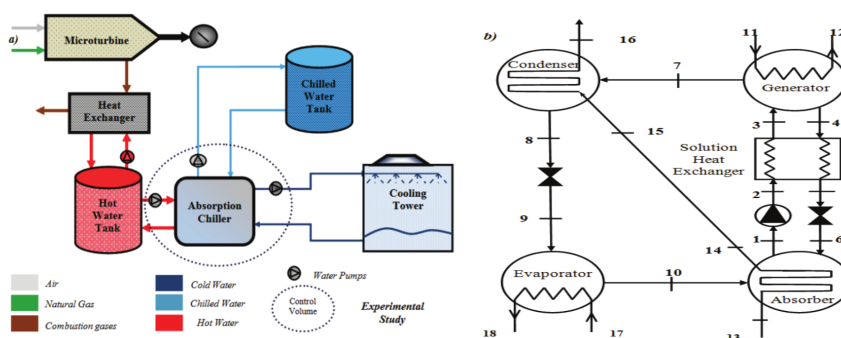 a)
Microturbine
Heat
Exchanger
Hot
Water
Tank
Absorption
Chiller
Chilled
Water
Tank
Cooling
Tower
Air
Natural Gas
Combustion gases
Cold Water
Chilled Water
Hot Water
Water Pumps
Control
Volume
Experimental
Study
b)
16
Condenser
7
11
12
Generator
8
15
3
4
Solution
Heat
Exchanger
2
9
14
1
6
Evaporator
10
Absorber
18
17
13